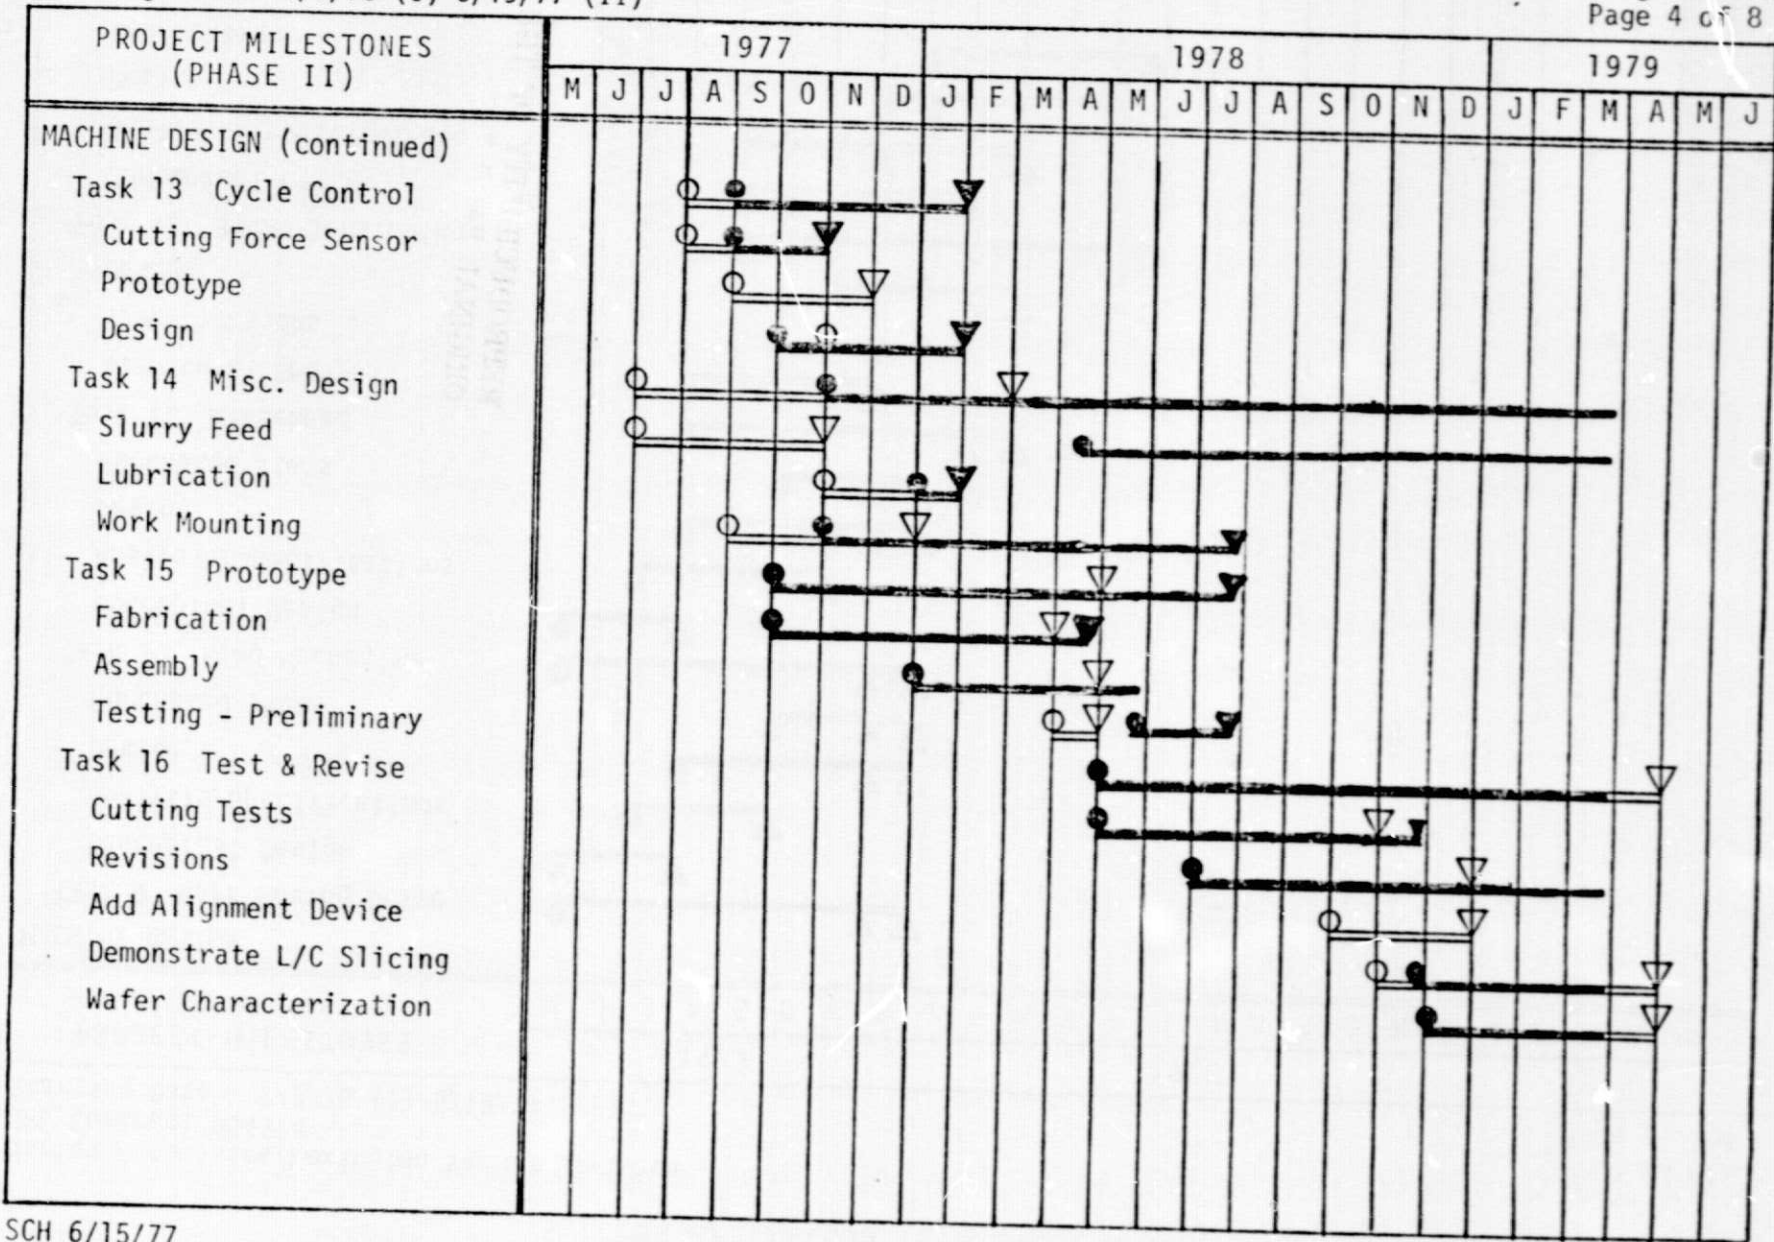 Page 4 of 8
PROJECT MILESTONES
(PHASE II)
1977 1978 1979
M J J A S O N D J F M A M J J A S O N D J F M A M J
MACHINE DESIGN (continued)
Task 13 Cycle Control
Cutting Force Sensor
Prototype
Design
Task 14 Misc. Design
Slurry Feed
Lubrication
Work Mounting
Task 15 Prototype
Fabrication
Assembly
Testing - Preliminary
Task 16 Test & Revise
Cutting Tests
Revisions
Add Alignment Device
Demonstrate L/C Slicing
Wafer Characterization
SCH 6/15/77